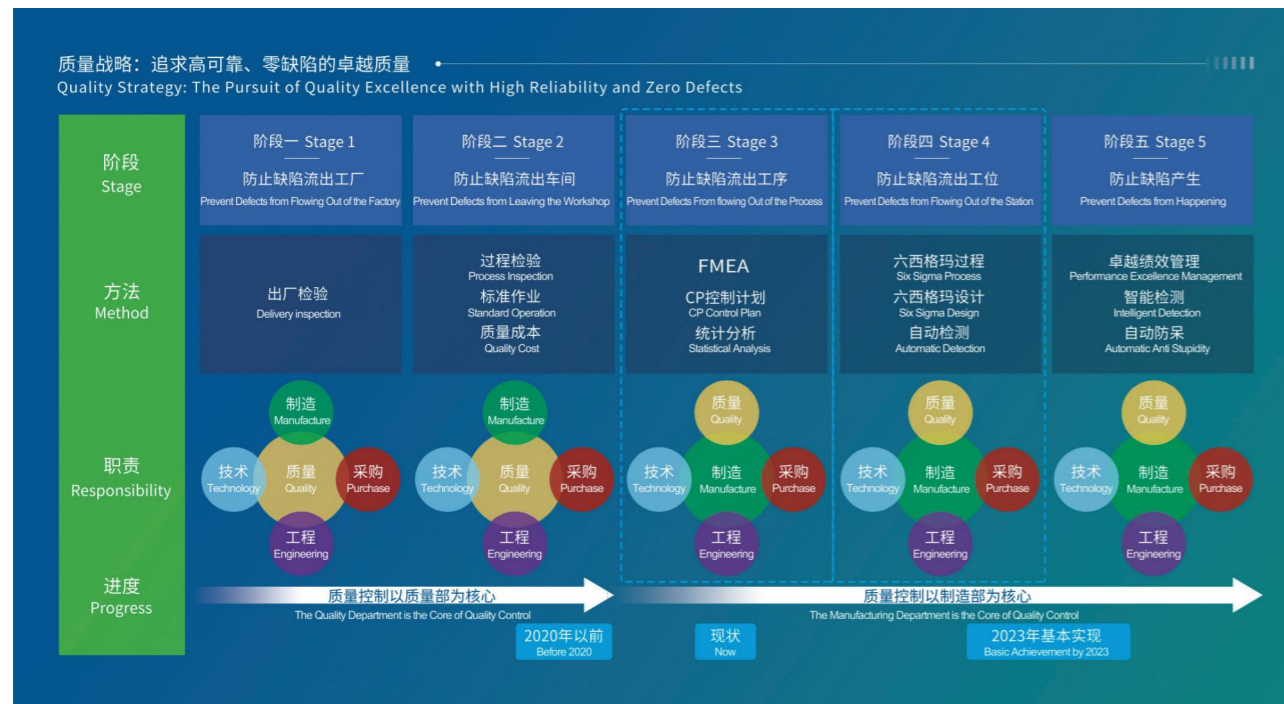 质量战略：追求高可靠、零缺陷的卓越质量
Quality Strategy: The Pursuit of Quality Excellence with High Reliability and Zero Defects
阶段
Stage
阶段一 Stage 1
防止缺陷流出工厂
Prevent Defects from Flowing Out of the Factory
阶段二 Stage 2
防止缺陷流出车间
Prevent Defects from Leaving the Workshop
阶段三 Stage 3
防止缺陷流出工序
Prevent Defects From flowing Out of the Process
阶段四 Stage 4
防止缺陷流出工位
Prevent Defects from Flowing Out of the Station
阶段五 Stage 5
防止缺陷产生
Prevent Defects from Happening
方法
Method
出厂检验
Delivery inspection
过程检验
Process Inspection
标准作业
Standard Operation
质量成本
Quality Cost
FMEA
CP控制计划
CP Control Plan
统计分析
Statistical Analysis
六西格玛过程
Six Sigma Process
六西格玛设计
Six Sigma Design
自动检测
Automatic Detection
卓越绩效管理
Performance Excellence Management
智能检测
Intelligent Detection
自动防呆
Automatic Anti Stupidity
职责
Responsibility
制造
Manufacture
技术
Technology
质量
Quality
采购
Purchase
工程
Engineering
制造
Manufacture
技术
Technology
质量
Quality
采购
Purchase
工程
Engineering
质量
Quality
技术
Technology
制造
Manufacture
采购
Purchase
工程
Engineering
质量
Quality
技术
Technology
制造
Manufacture
采购
Purchase
工程
Engineering
质量
Quality
技术
Technology
制造
Manufacture
采购
Purchase
工程
Engineering
进度
Progress
质量控制以质量部为核心
The Quality Department is the Core of Quality Control
质量控制以制造部为核心
The Manufacturing Department is the Core of Quality Control
2020年以前
Before 2020
现状
Now
2023年基本实现
Basic Achievement by 2023